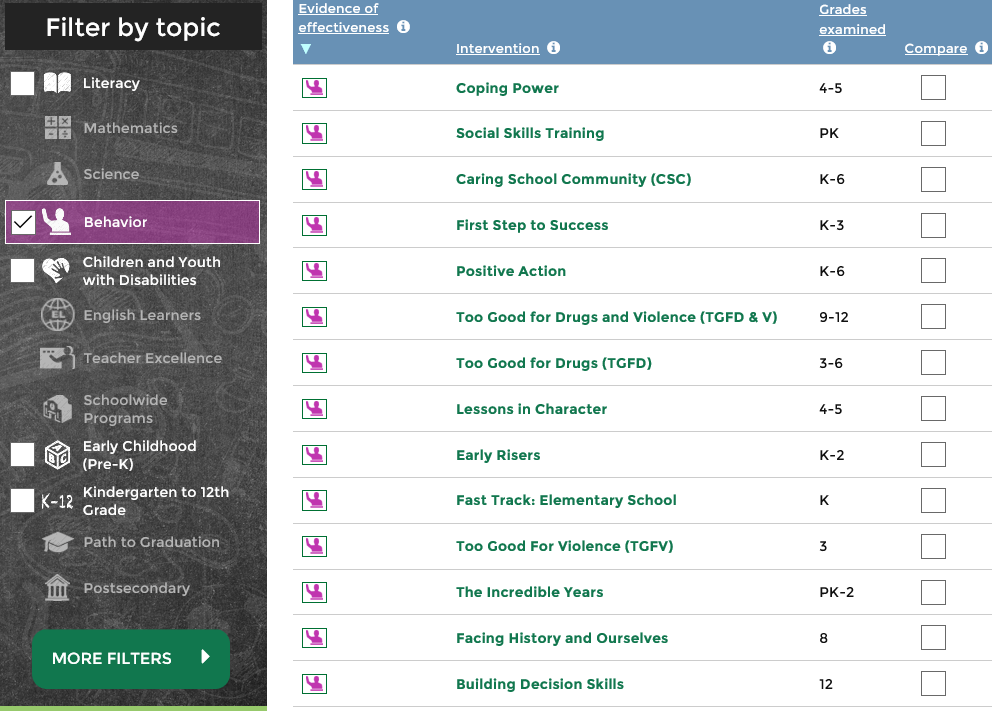 Filter by topic
Literacy
Mathematics
Science
Behavior
Children and Youth
with Disabilities
EL English Learners
Teacher Excellence
Schoolwide
Programs
Early Childhood
(Pre-K)
K-12 Kindergarten to 12th
Grade
Path to Graduation
Postsecondary
MORE FILTERS
Evidence of
effectiveness
Intervention
Grades
examined
Compare
Coping Power 4-5
Social Skills Training PK
Caring School Community (CSC) K-6
First Step to Success K-3
Positive Action K-6
Too Good for Drugs and Violence (TGFD & V) 9-12
Too Good for Drugs (TGFD) 3-6
Lessons in Character 4-5
Early Risers K-2
Fast Track: Elementary School K
Too Good For Violence (TGFV) 3
The Incredible Years PK-2
Facing History and Ourselves 8
Building Decision Skills 12